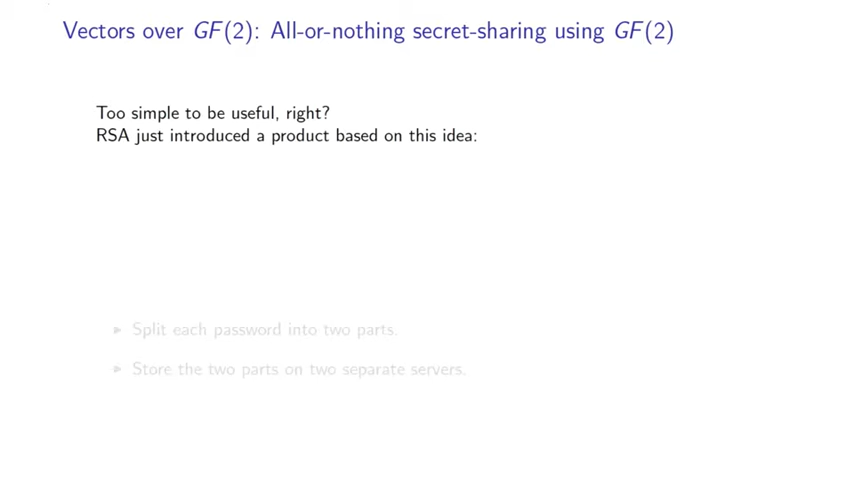 Vectors over GF(2): All-or-nothing secret-sharing using GF(2)
Too simple to be useful, right?
RSA just introduced a product based on this idea:
▶ Split each password into two parts.
▶ Store the two parts on two separate servers.